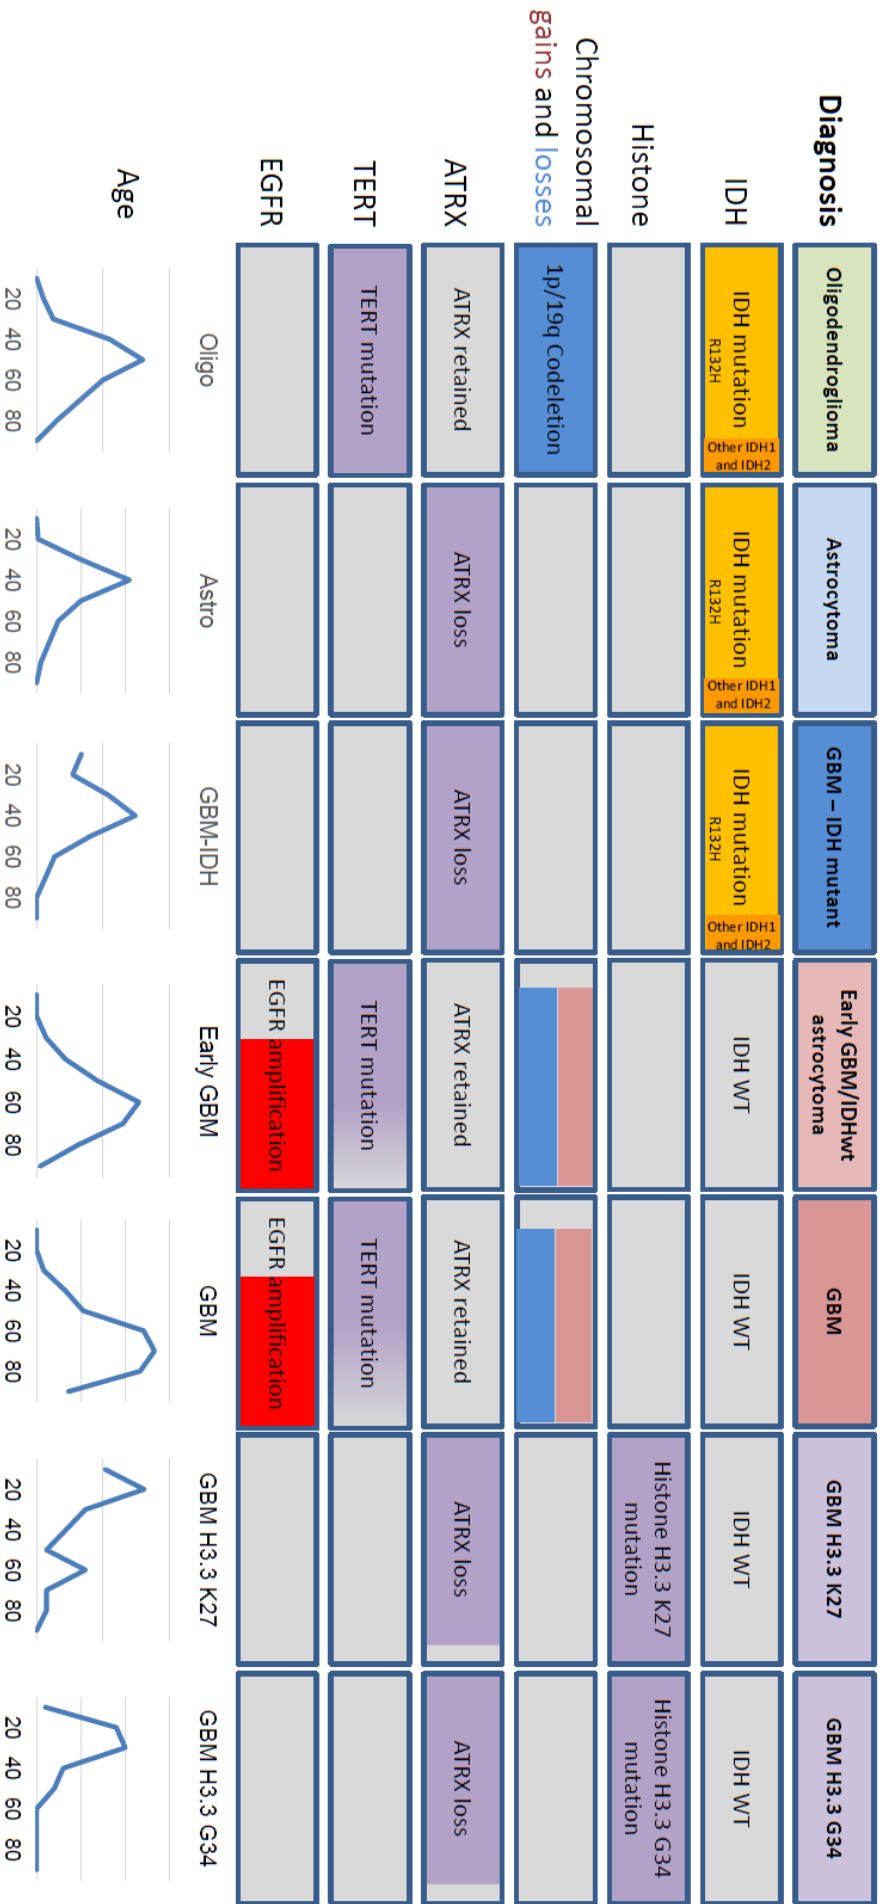 Diagnosis
Oligodendroglioma
Astrocytoma
GBM – IDH mutant
Early GBM/IDHwt
astrocytoma
GBM
GBM H3.3 K27
GBM H3.3 G34
IDH
IDH mutation
R132H
Other IDH1
and IDH2
IDH mutation
R132H
Other IDH1
and IDH2
IDH mutation
R132H
Other IDH1
and IDH2
IDH WT
IDH WT
IDH WT
IDH WT
Histone
Histone H3.3 K27
mutation
Histone H3.3 G34
mutation
Chromosomal
gains and losses
1p/19q Codeletion
ATRX
ATRX retained
ATRX loss
ATRX loss
ATRX retained
ATRX retained
ATRX loss
ATRX loss
TERT
TERT mutation
TERT mutation
TERT mutation
EGFR
EGFR amplification
EGFR amplification
Age
Oligo
20 40 60 80
Astro
20 40 60 80
GBM-IDH
20 40 60 80
Early GBM
20 40 60 80
GBM
20 40 60 80
GBM H3.3 K27
20 40 60 80
GBM H3.3 G34
20 40 60 80